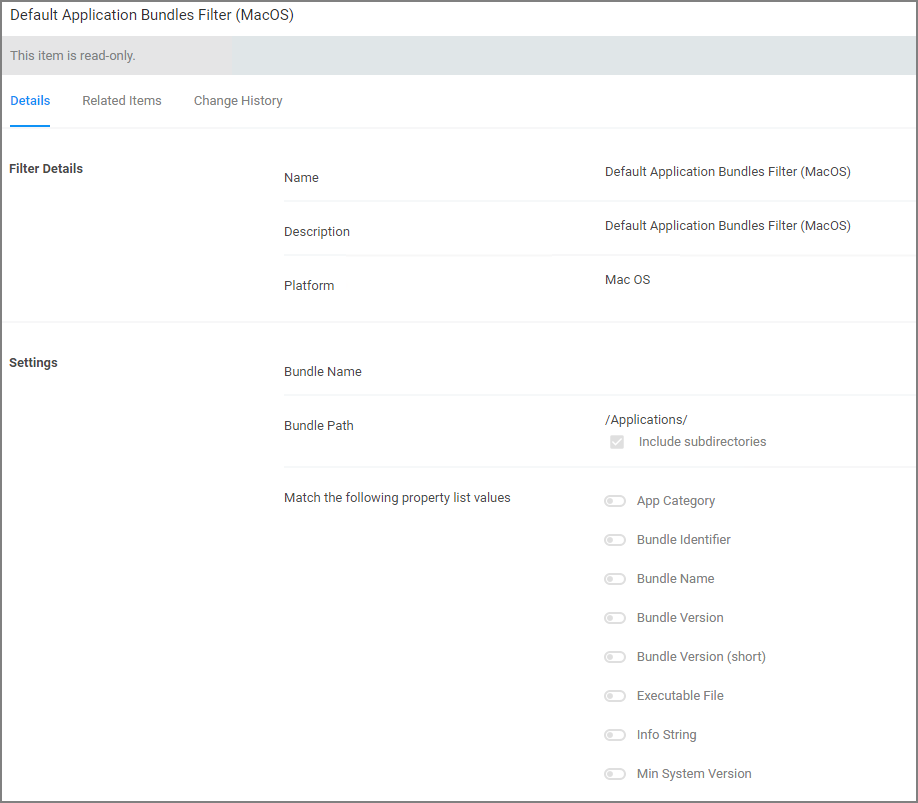 Default Application Bundles Filter (MacOS)
This item is read-only.
Details Related Items Change History
Filter Details
Name Default Application Bundles Filter (MacOS)
Description Default Application Bundles Filter (MacOS)
Platform Mac OS
Settings
Bundle Name
Bundle Path /Applications/
Include subdirectories
Match the following property list values App Category
Bundle Identifier
Bundle Name
Bundle Version
Bundle Version (short)
Executable File
Info String
Min System Version